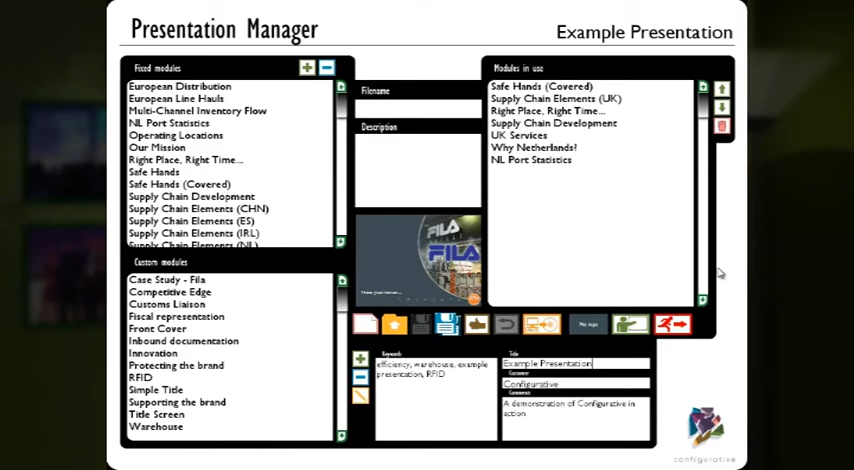 Presentation Manager
Example Presentation
Fixed modules
European Distribution
European Line Hauls
Multi-Channel Inventory Flow
NL Port Statistics
Operating Locations
Our Mission
Right Place, Right Time...
Safe Hands
Safe Hands (Covered)
Supply Chain Development
Supply Chain Elements (CHN)
Supply Chain Elements (ES)
Supply Chain Elements (IRL)
Supply Chain Elements (NL)
Custom modules
Case Study - Fila
Competitive Edge
Customs Liaison
Fiscal representation
Front Cover
Inbound documentation
Innovation
Protecting the brand
RFID
Simple Title
Supporting the brand
Title Screen
Warehouse
Filename
Description
FILA
FILA
Modules in use
Safe Hands (Covered)
Supply Chain Elements (UK)
Right Place, Right Time...
Supply Chain Development
UK Services
Why Netherlands?
NL Port Statistics
No logo
Keywords
efficiency, warehouse, example
presentation, RFID
Title
Example Presentation
Customer
Configurative
Comments
A demonstration of Configurative in
action
configurative